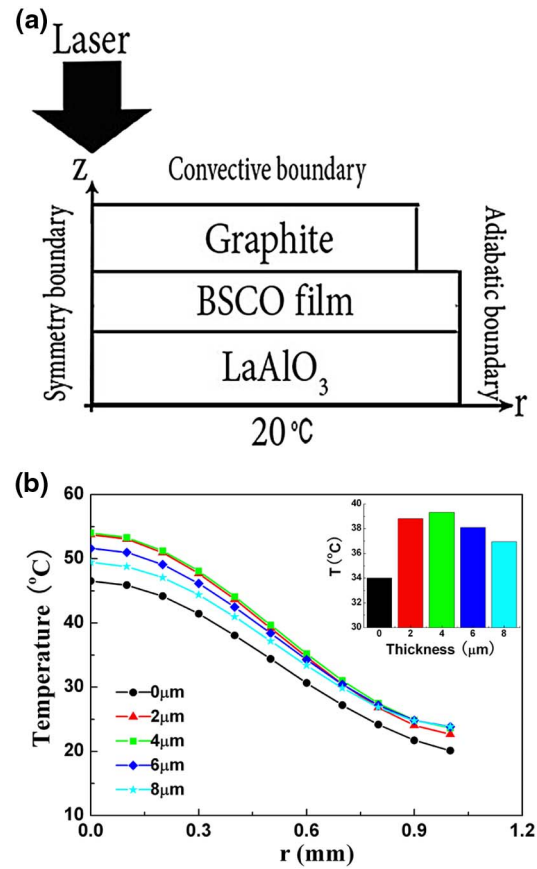 (a)
Laser
z
Convective boundary
Symmetry boundary
Graphite
BSCO film
LaAlO₃
Adiabatic boundary
r
20 ℃
(b)
Temperature (ºC)
60
50
40
30
20
10
0μm
2μm
4μm
6μm
8μm
0.0 0.3 0.6 0.9 1.2
r (mm)
T (°C)
40
38
36
34
32
30
0 2 4 6 8
Thickness (μm)